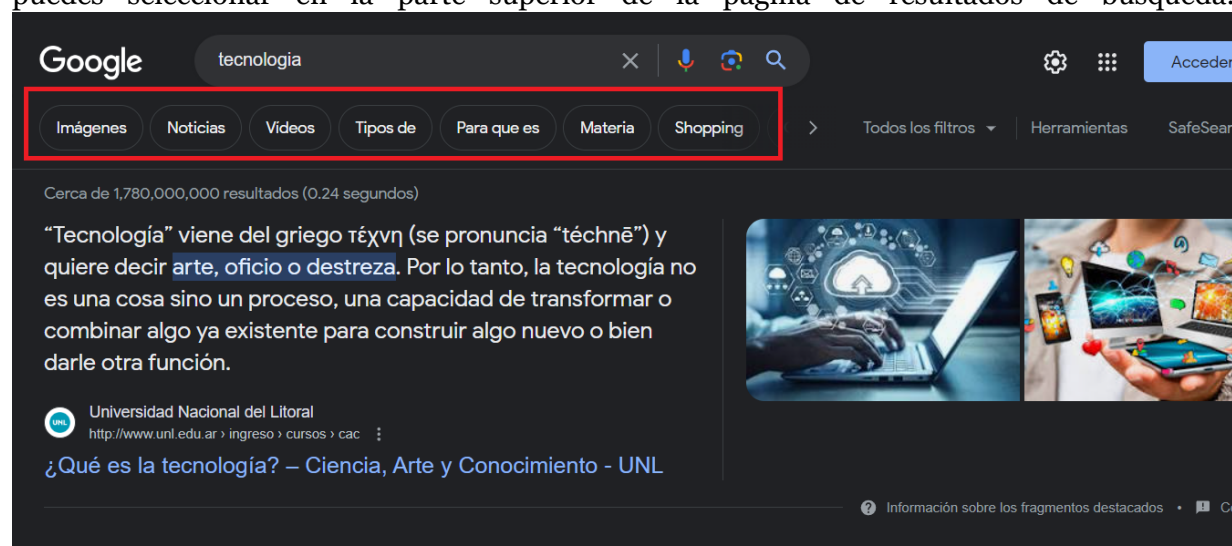 puedes seleccionar en la parte superior de la página de resultados de búsqueda.
Google tecnologia Acceder
Imágenes Noticias Videos Tipos de Para que es Materia Shopping Todos los filtros Herramientas SafeSear
Cerca de 1,780,000,000 resultados (0.24 segundos)
“Tecnología” viene del griego τέχνη (se pronuncia “téchnē”) y
quiere decir arte, oficio o destreza. Por lo tanto, la tecnología no
es una cosa sino un proceso, una capacidad de transformar o
combinar algo ya existente para construir algo nuevo o bien
darle otra función.
UNL Universidad Nacional del Litoral
http://www.unl.edu.ar › ingreso › cursos › cac
¿Qué es la tecnología? – Ciencia, Arte y Conocimiento - UNL
Información sobre los fragmentos destacados •